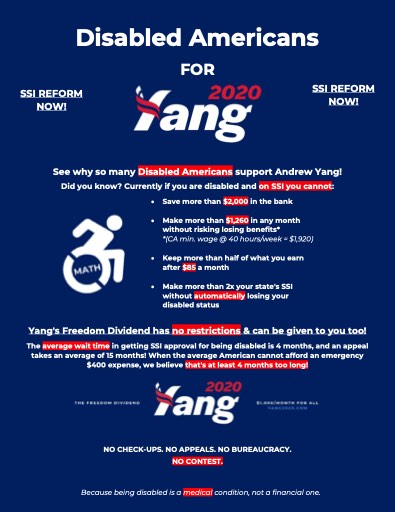 Disabled Americans
FOR
SSI REFORM
NOW!
2020
Yang
SSI REFORM
NOW!
See why so many Disabled Americans support Andrew Yang!
Did you know? Currently if you are disabled and on SSI you cannot:
• Save more than $2,000 in the bank
• Make more than $1,260 in any month
without risking losing benefits*
*(CA min. wage @ 40 hours/week = $1,920)
• Keep more than half of what you earn
after $85 a month
• Make more than 2x your state's SSI
without automatically losing your
disabled status
MATH
Yang's Freedom Dividend has no restrictions & can be given to you too!
The average wait time in getting SSI approval for being disabled is 4 months, and an appeal
takes an average of 15 months! When the average American cannot afford an emergency
$400 expense, we believe that's at least 4 months too long!
THE FREEDOM DIVIDEND
2020
Yang
$1,000/MONTH FOR ALL
YANG2020.COM
NO CHECK-UPS. NO APPEALS. NO BUREAUCRACY.
NO CONTEST.
Because being disabled is a medical condition, not a financial one.